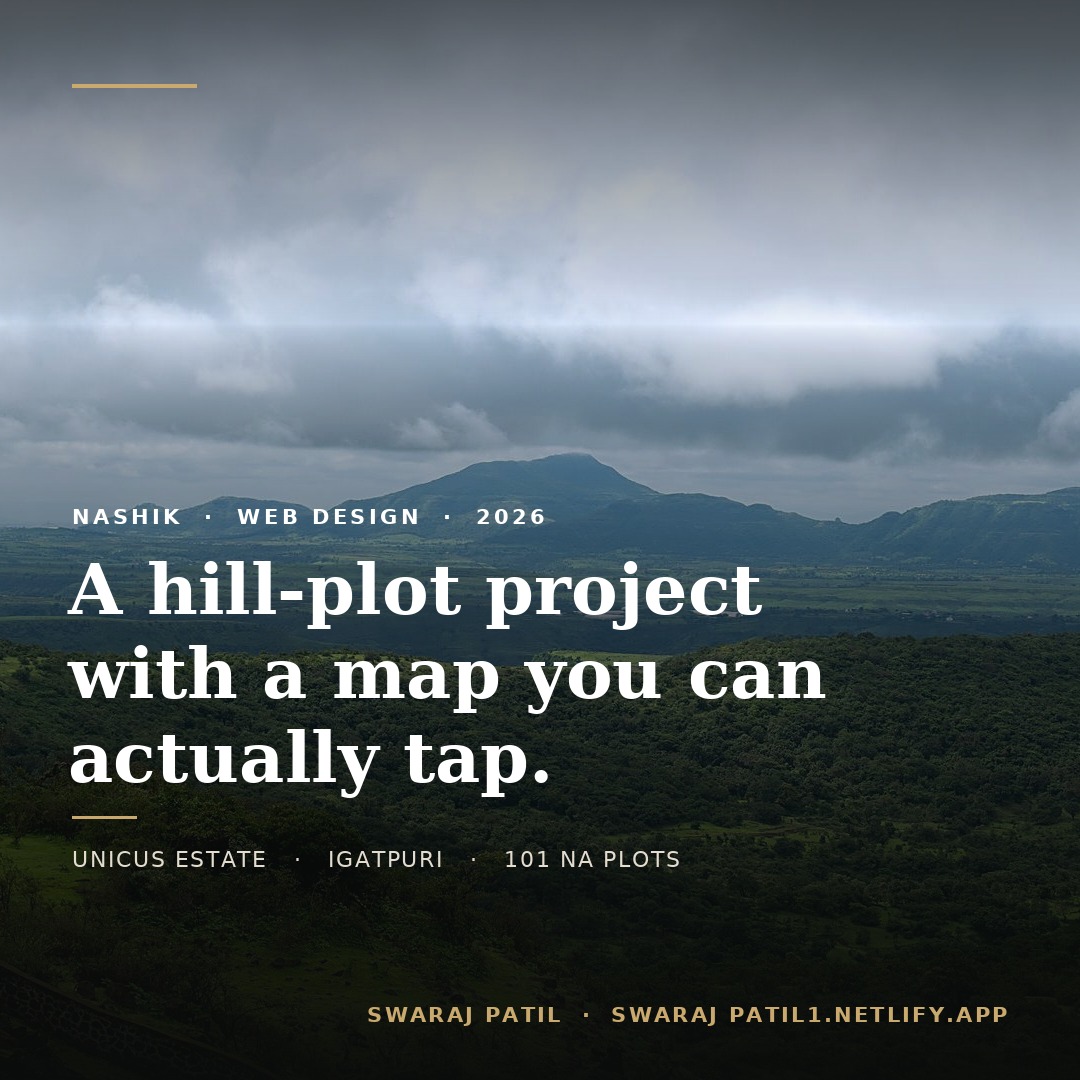 NASHIK · WEB DESIGN · 2026
A hill-plot project
with a map you can
actually tap.
UNICUS ESTATE · IGATPURI · 101 NA PLOTS
SWARAJ PATIL · SWARAJ PATIL1.NETLIFY.APP